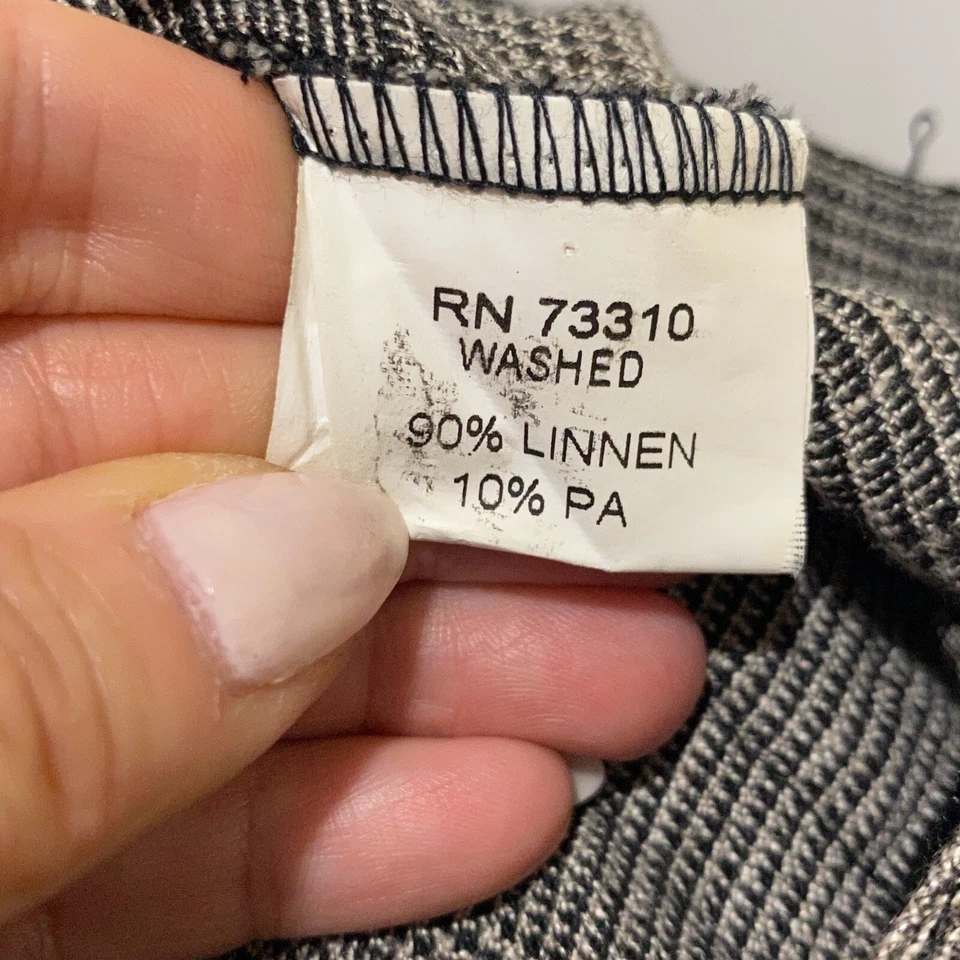 RN 73310
WASHED
90% LINNEN
10% PA